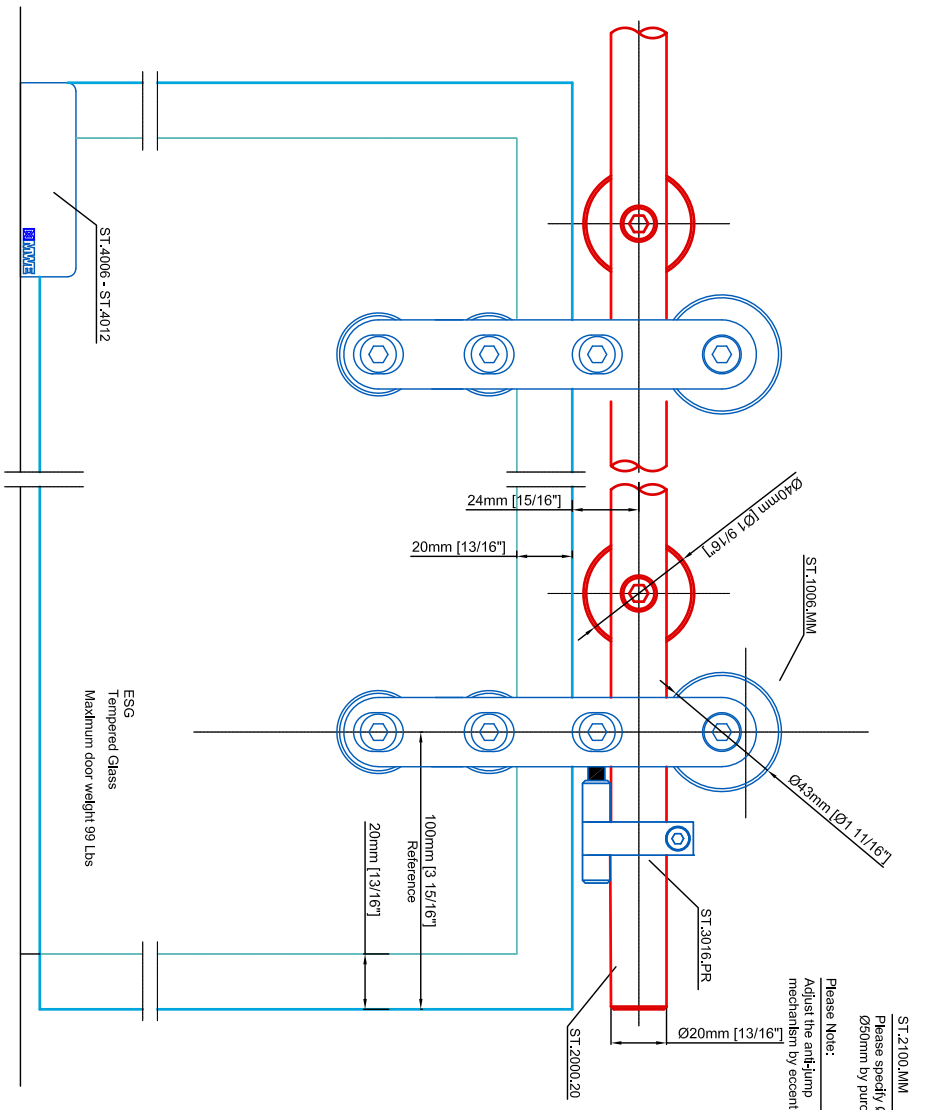 ST.2100.MM
Please specify
Ø50mm by
Please Note:
Adjust the anti-jump
mechanism by
ST.1006.MM
Ø40mm [Ø1 9/16"]
Ø43mm [Ø1 11/16"]
24mm [15/16"]
20mm [13/16"]
ST.3016.PR
Ø20mm [13/16"]
ST.2000.20
100mm [3 15/16"]
Reference
20mm [13/16"]
ESG
Tempered Glass
Maximum door weight 99 Lbs
ST.4006 - ST.4012
MWE